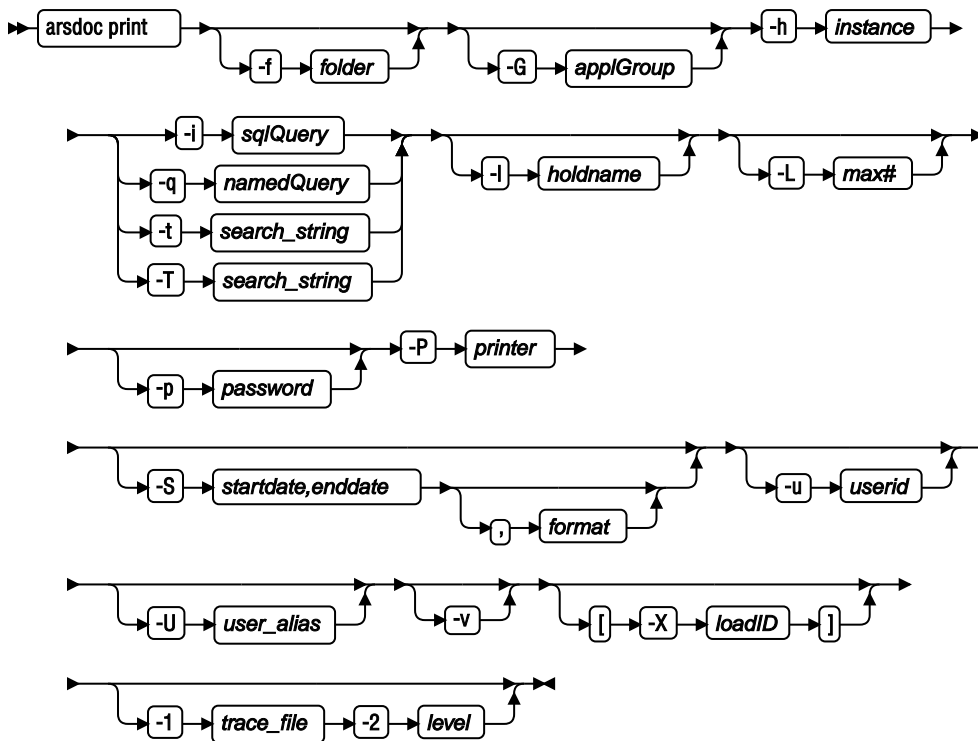 arsdoc print -h instance
-f folder -G applGroup
-i sqlQuery
-q namedQuery -l holdname -L max#
-t search_string
-T search_string
-P printer
-p password
-S startdate,enddate -u userid
, format
-U user_alias -v [ -X loadID ]
-1 trace_file -2 level